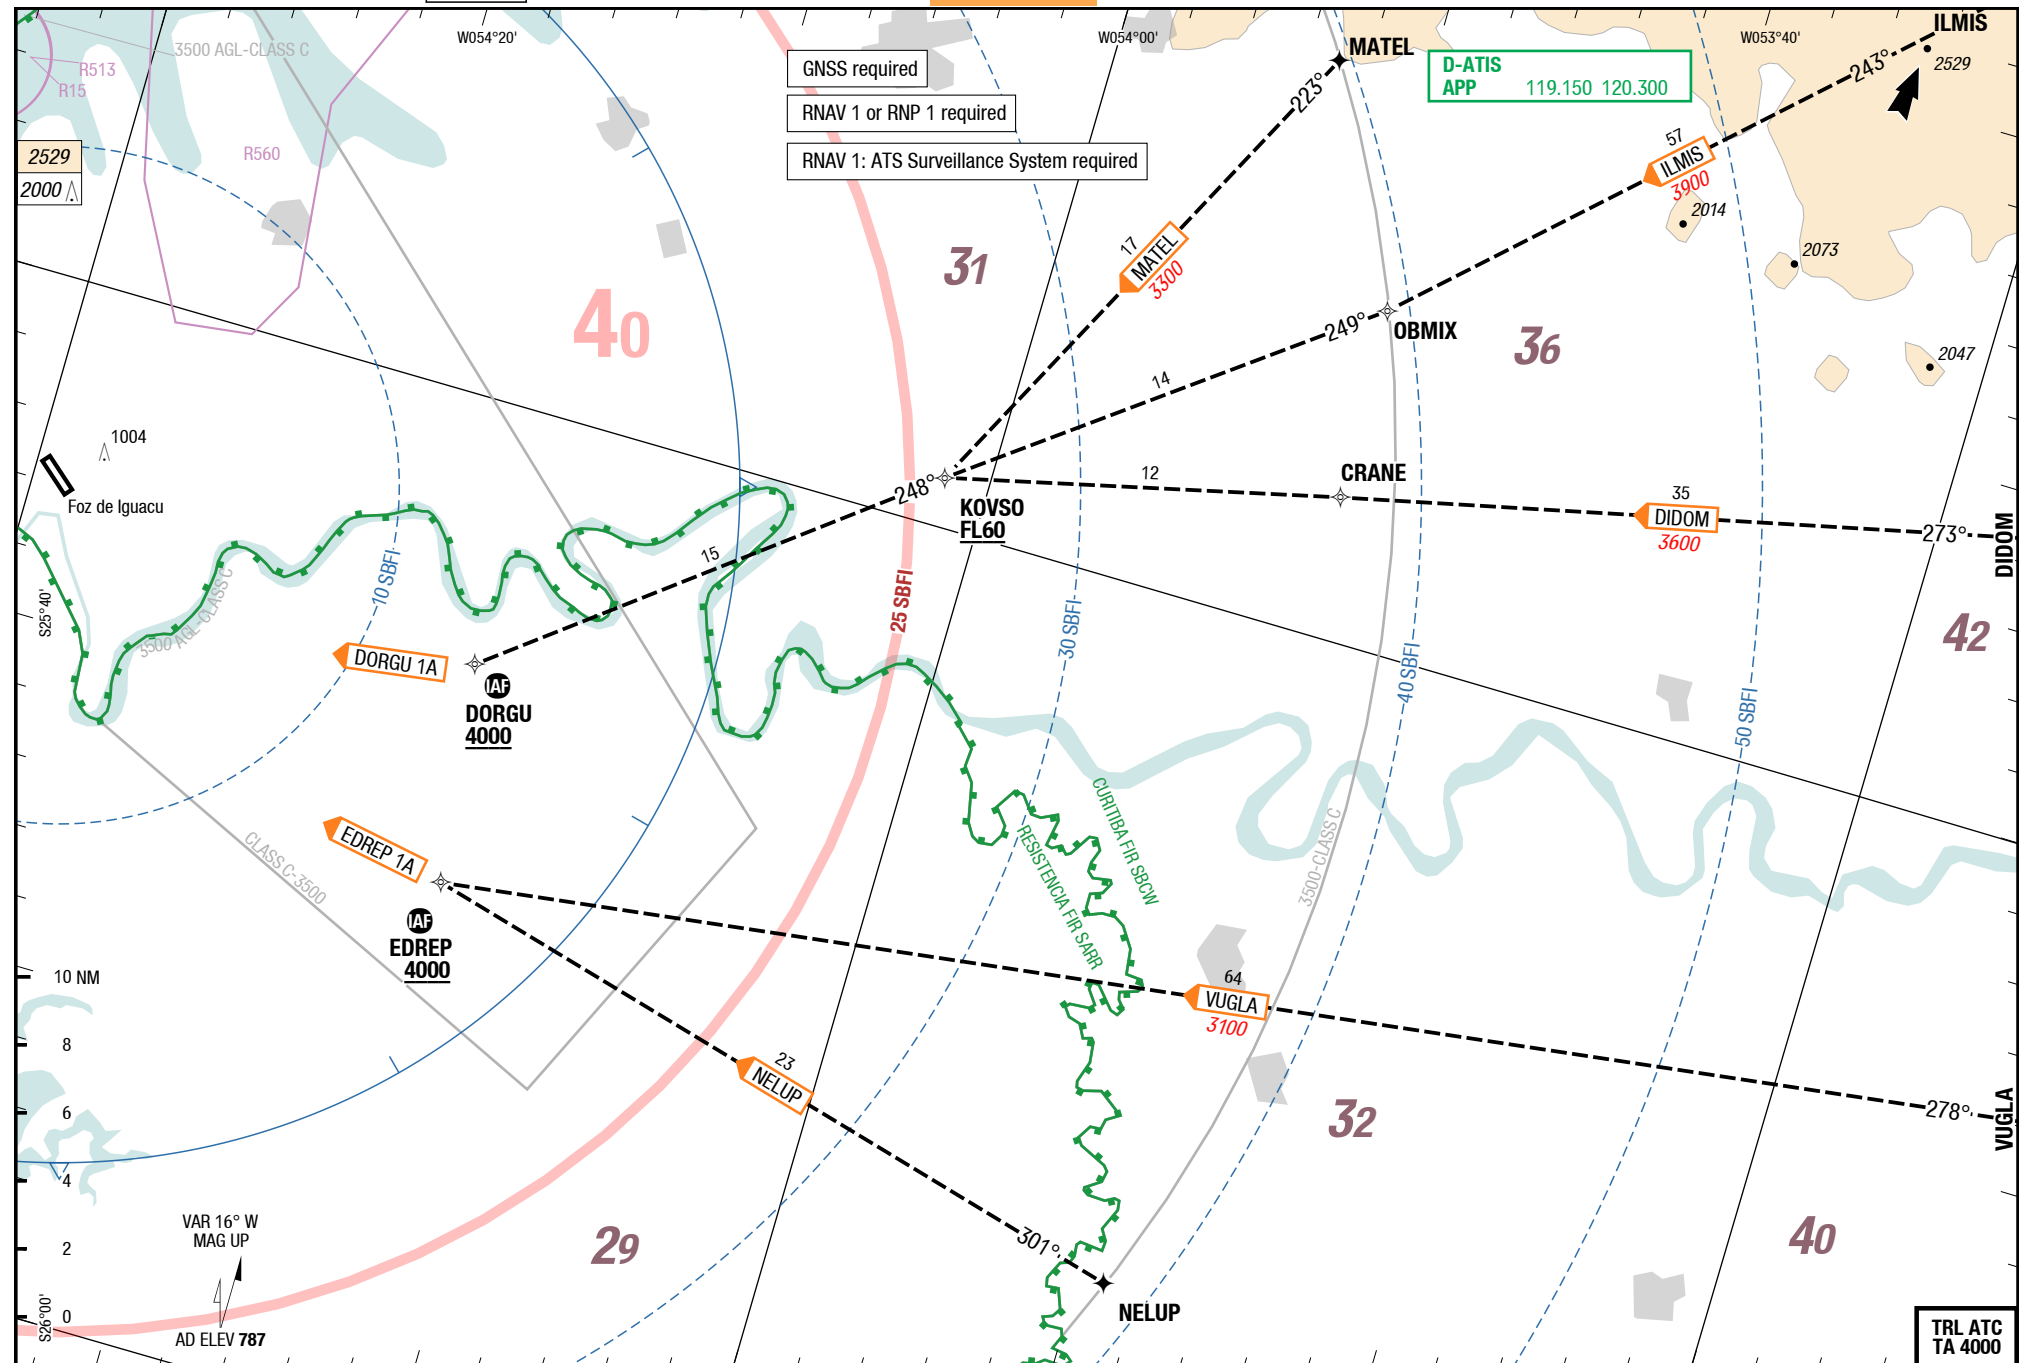 ILMIS
W054°20'
W054°00'
W053°40'
MATEL
3500 AGL-CLASS C
R513
R15
R560
GNSS required
RNAV 1 or RNP 1 required
RNAV 1: ATS Surveillance System required
D-ATIS
APP 119.150 120.300
243°
2529
223°
57
ILMIS
3900
2014
2529
2000
31
17
MATEL
3300
2073
40
249°
OBMIX
36
2047
14
1004
Foz de Iguacu
248°
KOVSO
FL60
12
CRANE
35
DIDOM
3600
273°
DIDOM
15
10 SBFI
25 SBFI
30 SBFI
40 SBFI
50 SBFI
S25°40'
3500 AGL-CLASS C
42
DORGU 1A
IAF
DORGU
4000
EDREP 1A
CLASS C-3500
IAF
EDREP
4000
CURITIBA FIR SBCW
RESISTENCIA FIR SARR
3500-CLASS C
64
VUGLA
3100
278°
VUGLA
23
NELUP
32
10 NM
8
6
4
2
0
29
301°
NELUP
40
VAR 16° W
MAG UP
AD ELEV 787
S26°00'
TRL ATC
TA 4000